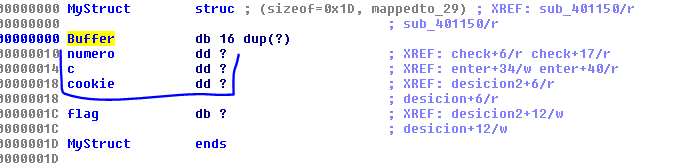 00000000 MyStruct struc ; (sizeof=0x1D, mappedto_29) ; XREF: sub_401150/r
00000000 ; sub_401150/r
00000000 Buffer db 16 dup(?)
00000010 numero dd ? ; XREF: check+6/r check+17/r
00000014 c dd ? ; XREF: enter+34/w enter+40/r
00000018 cookie dd ? ; XREF: desicion2+6/r
00000018 ; desicion+6/r
0000001C flag db ? ; XREF: desicion2+12/w
0000001C ; desicion+12/w
0000001D MyStruct ends
0000001D